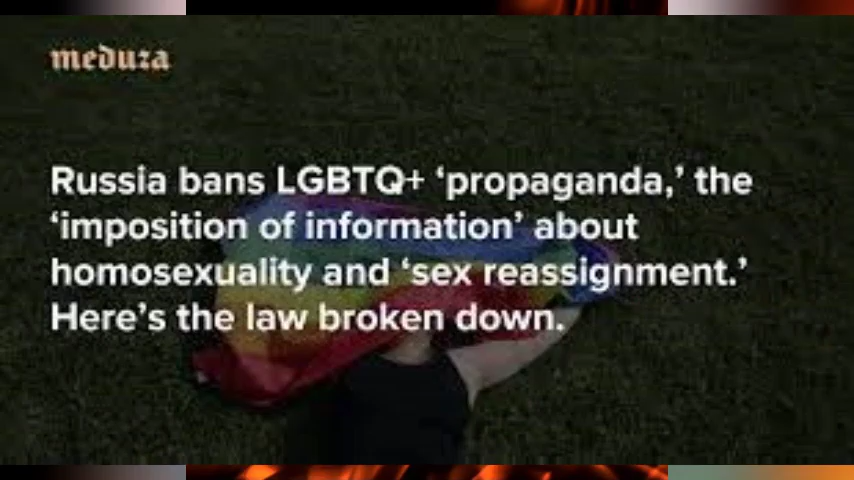 meduza
Russia bans LGBTQ+ ‘propaganda,’ the
‘imposition of information’ about
homosexuality and ‘sex reassignment.’
Here’s the law broken down.